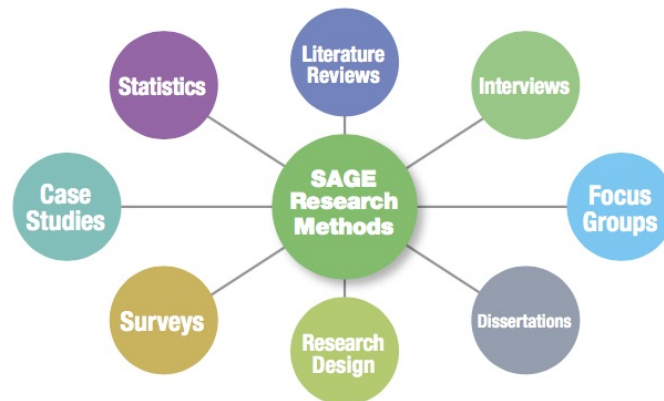 Literature
Reviews
Statistics
Interviews
SAGE
Research
Methods
Case
Studies
Focus
Groups
Surveys
Dissertations
Research
Design